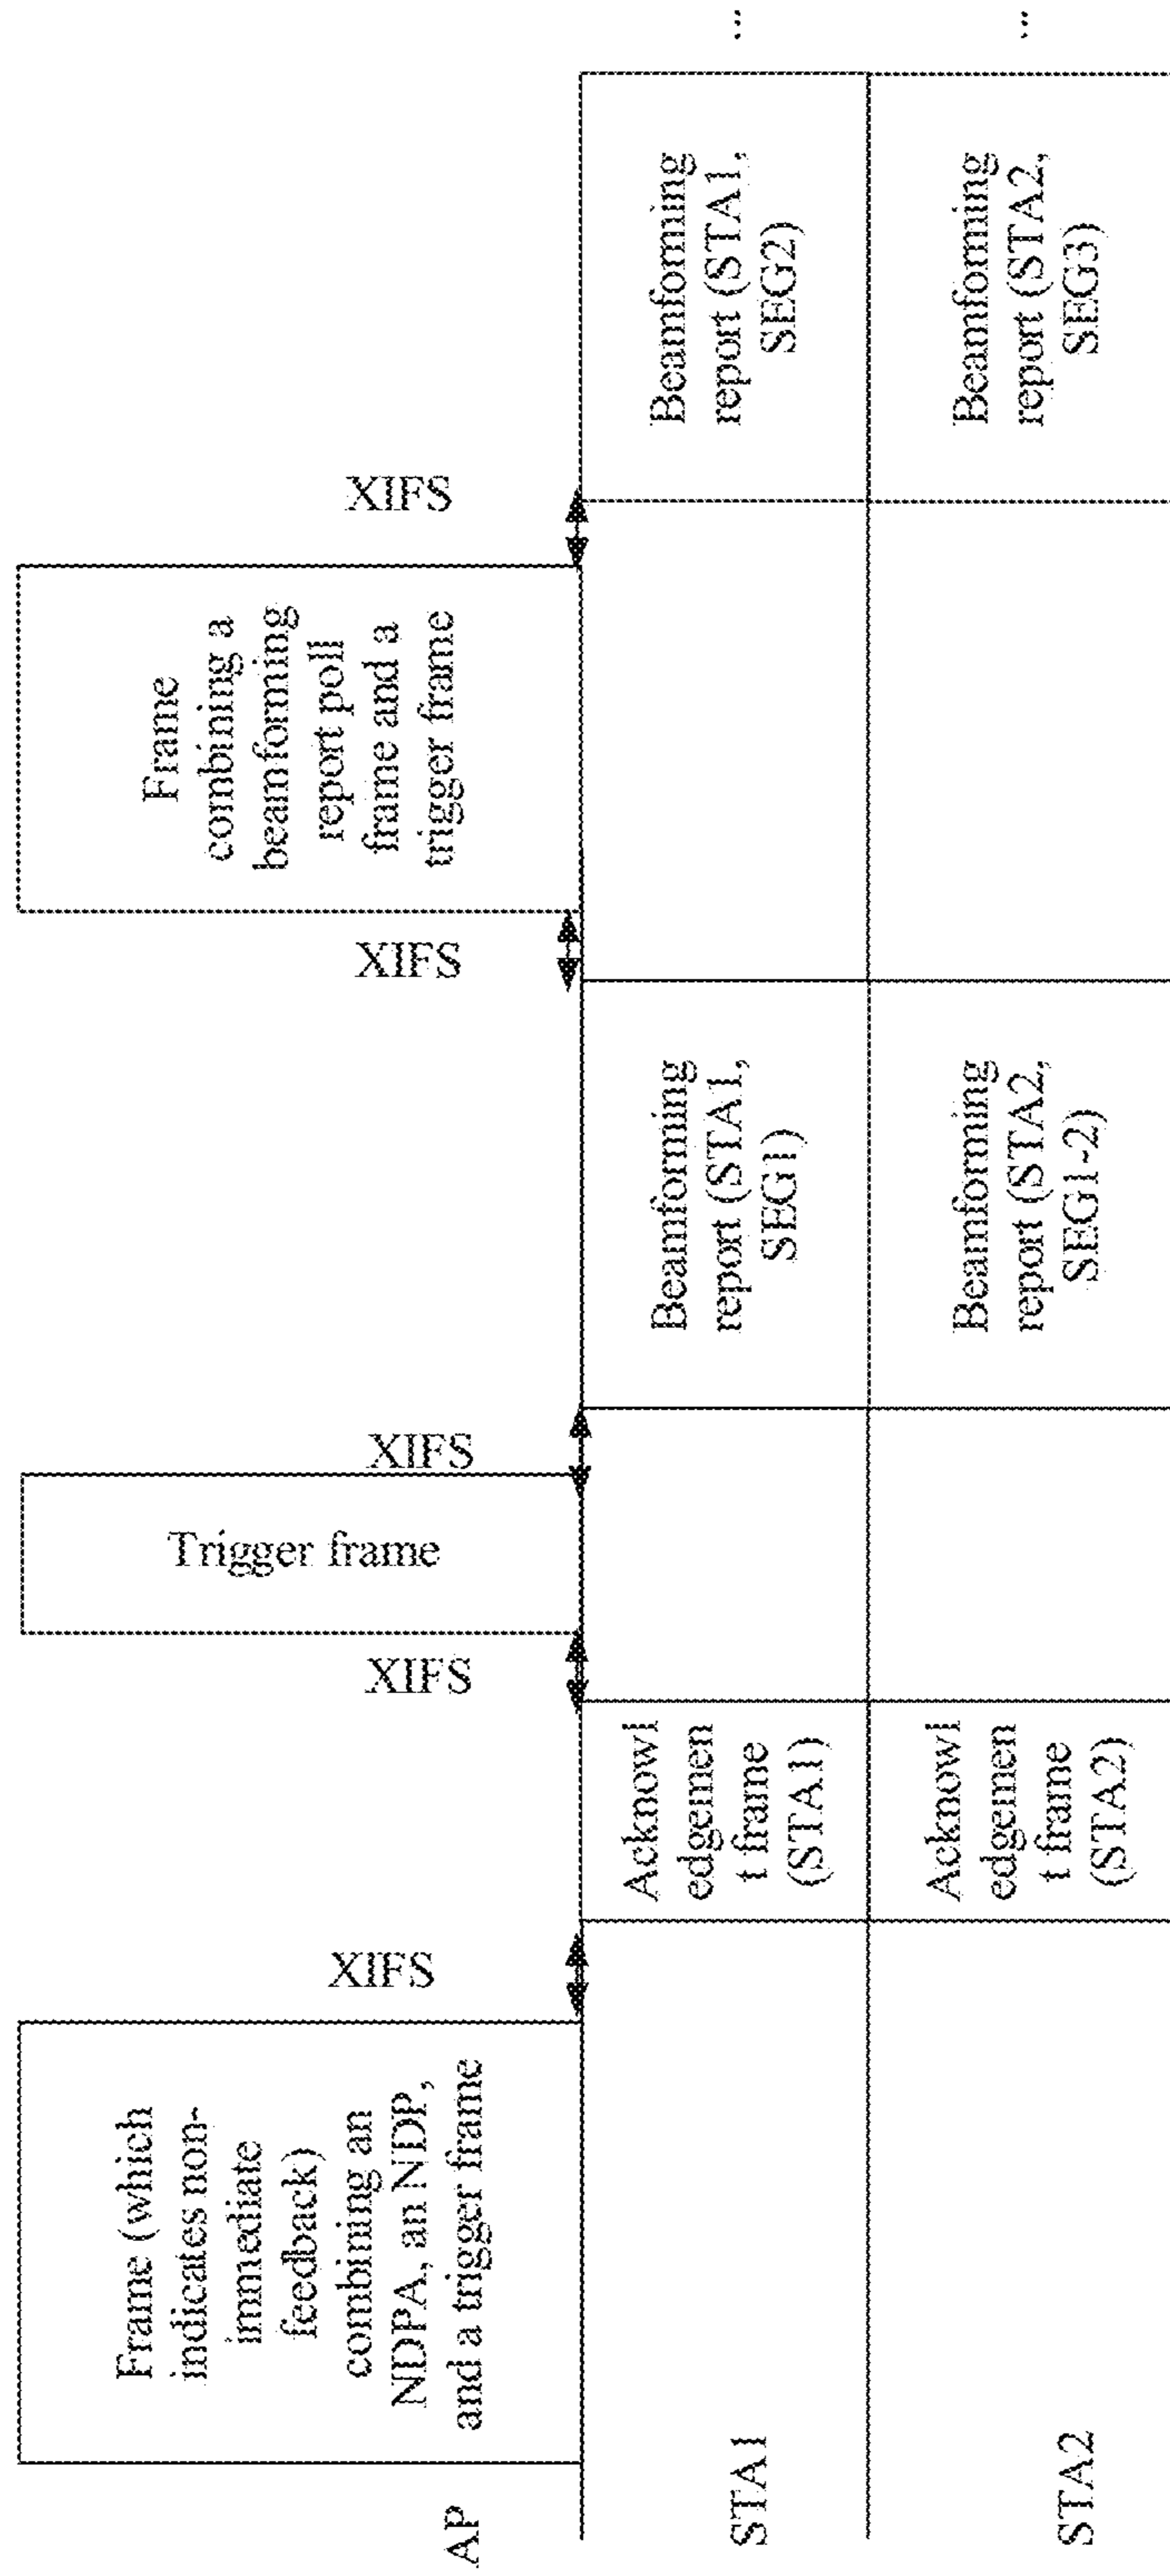 AP
Frame (which
indicates non-
immediate
feedback)
combining an
NDPA, an NDP,
and a trigger frame
XIFS
XIFS
Trigger frame
XIFS
XIFS
Frame
combining a
beamforming
report poll
frame and a
trigger frame
XIFS
STA1
Acknowl
edgemen
t frame
(STA1)
Beamforming
report (STA1,
SEG1)
Beamforming
report (STA1,
SEG2)
...
STA2
Acknowl
edgemen
t frame
(STA2)
Beamforming
report (STA2,
SEG1-2)
Beamforming
report (STA2,
SEG3)
...